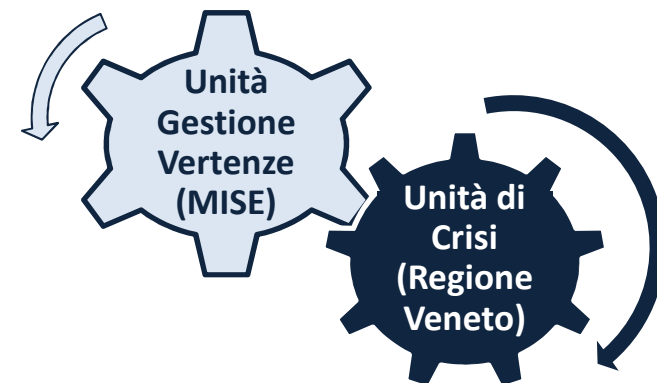 Unità
Gestione
Vertenze
(MISE)
Unità di
Crisi
(Regione
Veneto)